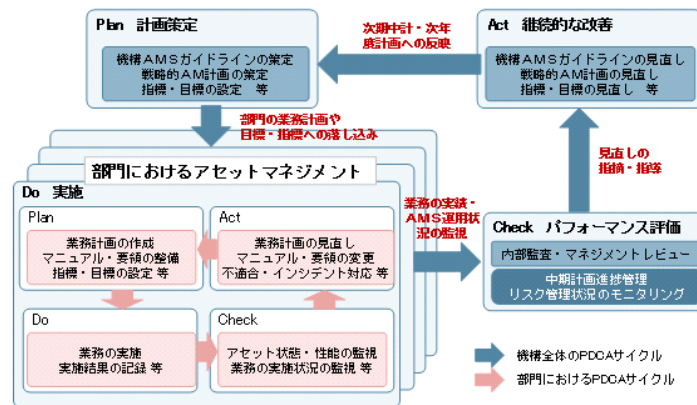 Plan 計画策定
機構AMSガイドラインの策定
戦略的AM計画の策定
指標・目標の設定 等
次期中計・次年
度計画への反映
Act 継続的な改善
機構AMSガイドラインの見直し
戦略的AM計画の見直し
指標・目標の見直し 等
部門の業務計画や
目標・指標への落し込み
部門におけるアセットマネジメント
Do 実施
Plan
業務計画の作成
マニュアル・要領の整備
指標・目標の設定 等
Act
業務計画の見直し
マニュアル・要領の変更
不適合・インシデント対応 等
Do
業務の実施
実施結果の記録 等
Check
アセット状態・性能の監視
業務の実施状況の監視 等
業務の実績・
AMS運用状
況の監視
見直しの
指摘・指導
Check パフォーマンス評価
内部監査・マネジメントレビュー
中期計画進捗管理
リスク管理状況のモニタリング
機構全体のPDCAサイクル
部門におけるPDCAサイクル